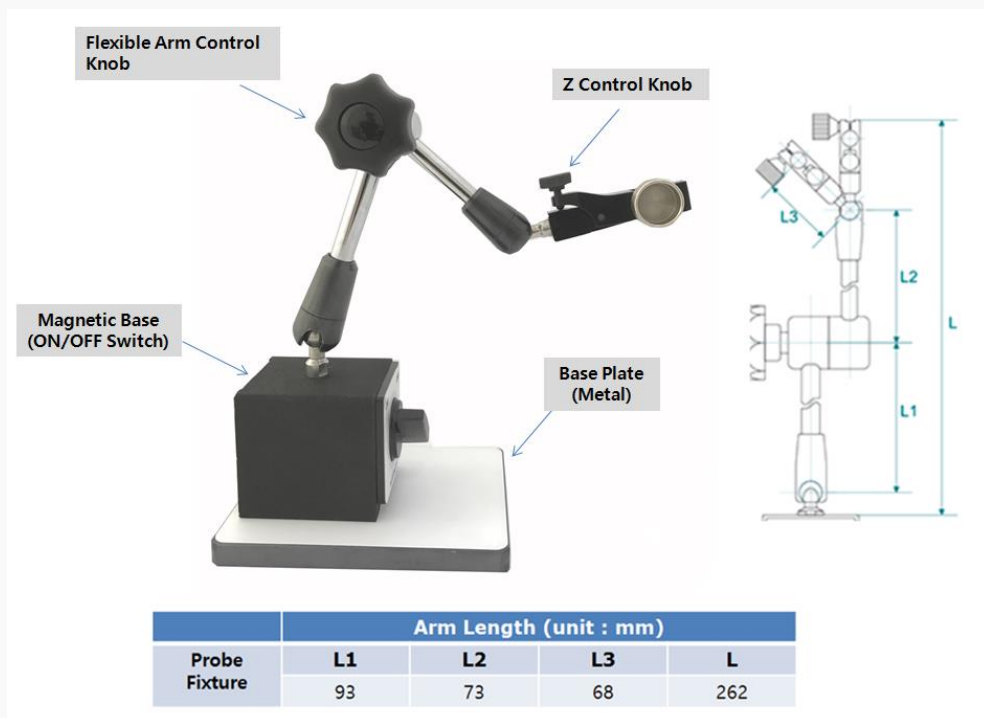 Flexible Arm Control
Knob
Z Control Knob
L3
L2
L
Magnetic Base
(ON/OFF Switch)
Base Plate
(Metal)
L1
Arm Length (unit : mm)
Probe
Fixture
L1 L2 L3 L
93 73 68 262